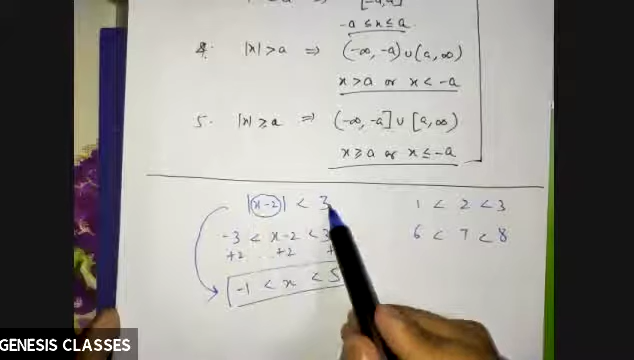 [-a,a]
-a ≤ x ≤ a
4. |x| > a ⇒ (-∞, -a) ∪ (a, ∞)
x > a or x < -a
5. |x| ≥ a ⇒ (-∞, -a] ∪ [a, ∞)
x ≥ a or x ≤ -a
|x-2| < 3
-3 < x-2 < 3
+2 +2 +
-1 < x < 5
1 < 2 < 3
6 < 7 < 8
GENESIS CLASSES